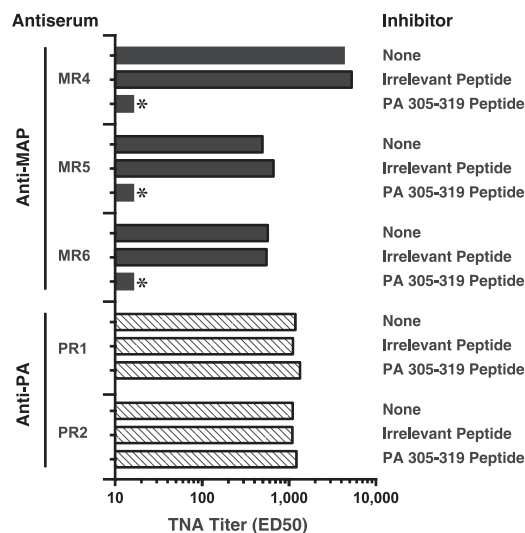 Antiserum Inhibitor
Anti-MAP
MR4
None
Irrelevant Peptide
* PA 305-319 Peptide
MR5
None
Irrelevant Peptide
* PA 305-319 Peptide
MR6
None
Irrelevant Peptide
* PA 305-319 Peptide
Anti-PA
PR1
None
Irrelevant Peptide
PA 305-319 Peptide
PR2
None
Irrelevant Peptide
PA 305-319 Peptide
10 100 1,000 10,000
TNA Titer (ED50)